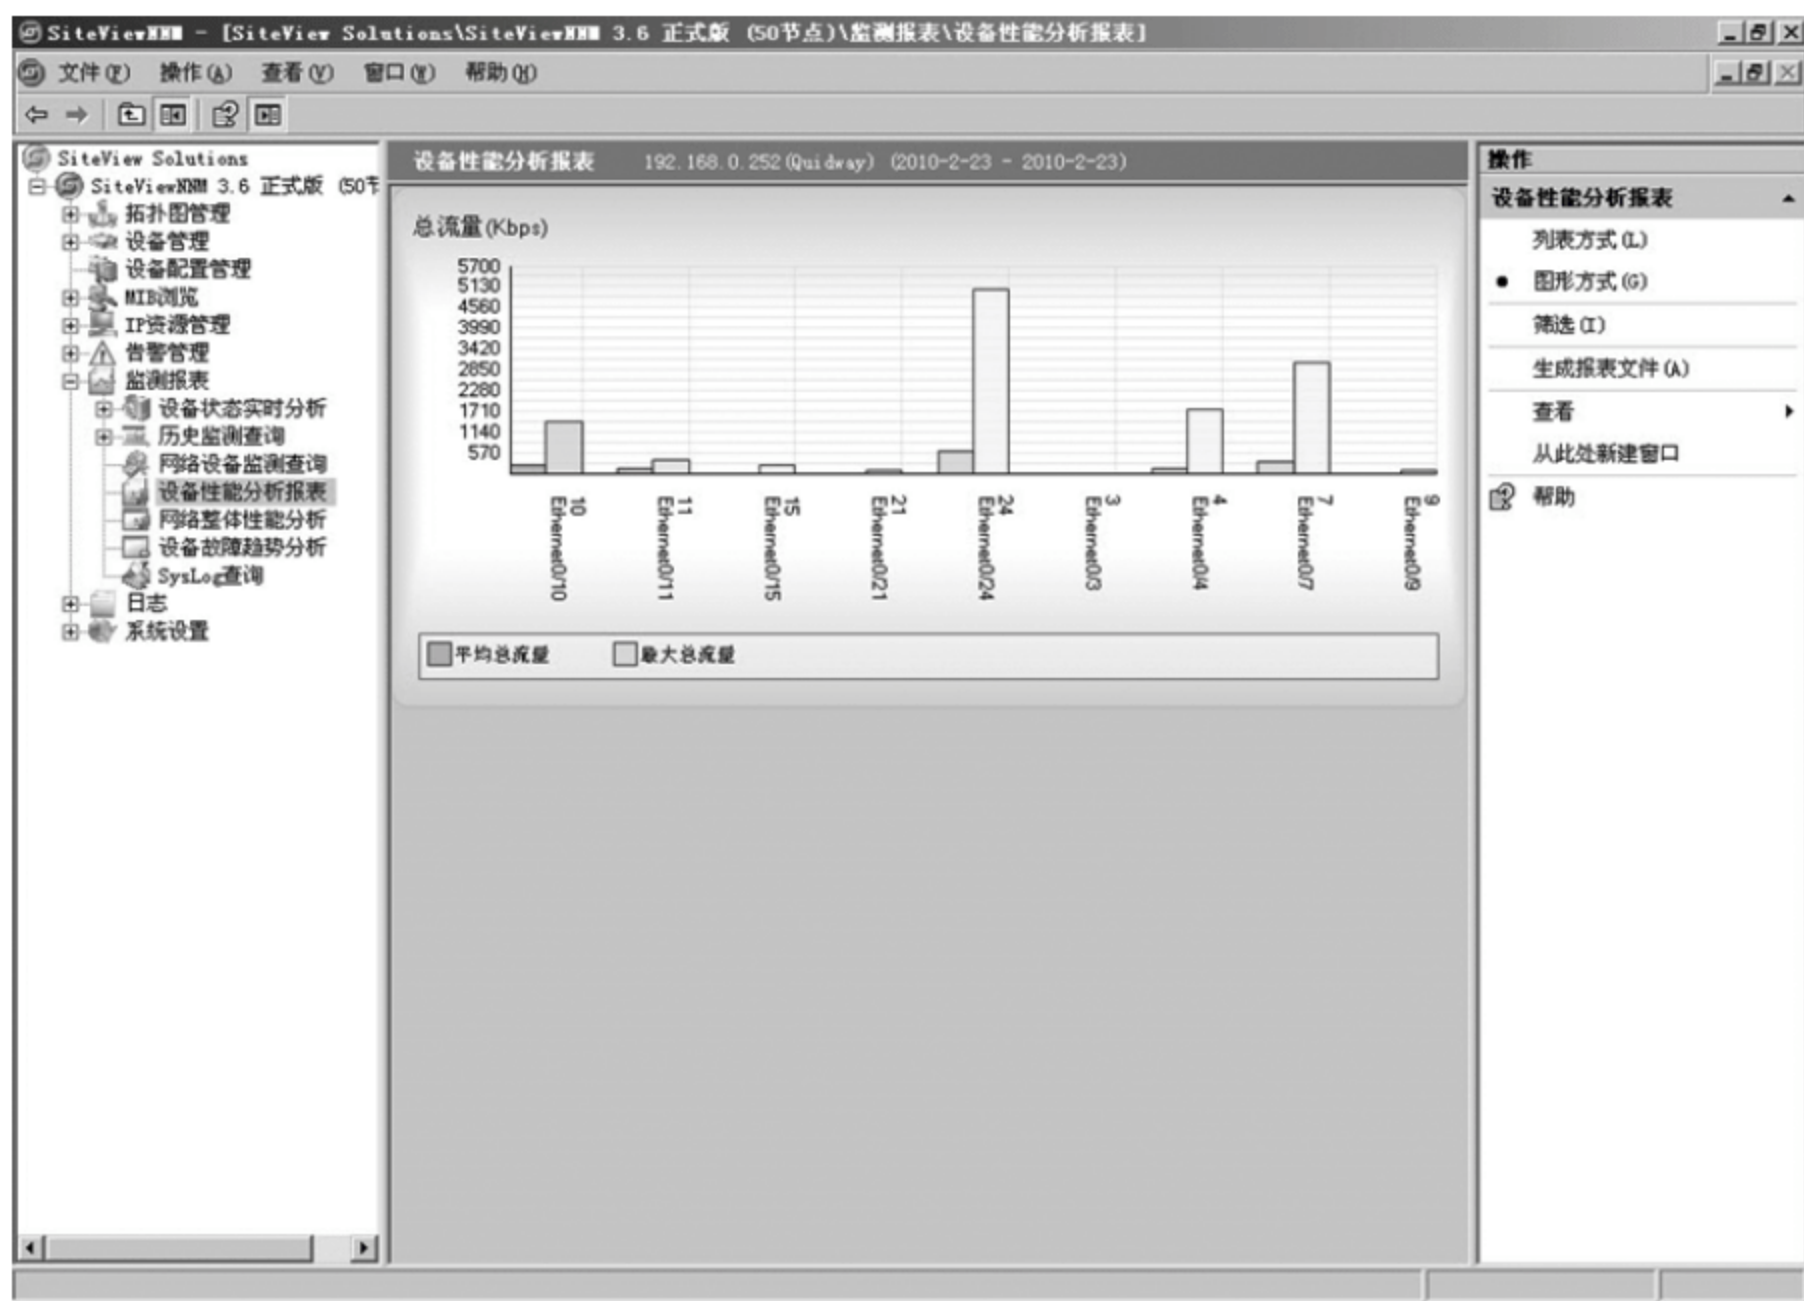 SiteViewNNM - [SiteView Solutions\SiteViewNNM 3.6 正式版 (50节点)\监测报表\设备性能分析报表]
文件(F) 操作(A) 查看(V) 窗口(W) 帮助(H)
SiteView Solutions
SiteViewNNM 3.6 正式版 (50节
拓扑图管理
设备管理
设备配置管理
MIB浏览
IP资源管理
告警管理
监测报表
设备状态实时分析
历史监测查询
网络设备监测查询
设备性能分析报表
网络整体性能分析
设备故障趋势分析
SysLog查询
日志
系统设置
设备性能分析报表 192.168.0.252(Quidway) (2010-2-23 - 2010-2-23)
总流量(Kbps)
5700
5130
4560
3990
3420
2850
2280
1710
1140
570
10 Ethernet0/10
11 Ethernet0/11
15 Ethernet0/15
21 Ethernet0/21
24 Ethernet0/24
3 Ethernet0/3
4 Ethernet0/4
7 Ethernet0/7
9 Ethernet0/9
平均总流量 最大总流量
操作
设备性能分析报表
列表方式(L)
图形方式(G)
筛选(I)
生成报表文件(A)
查看
从此处新建窗口
帮助